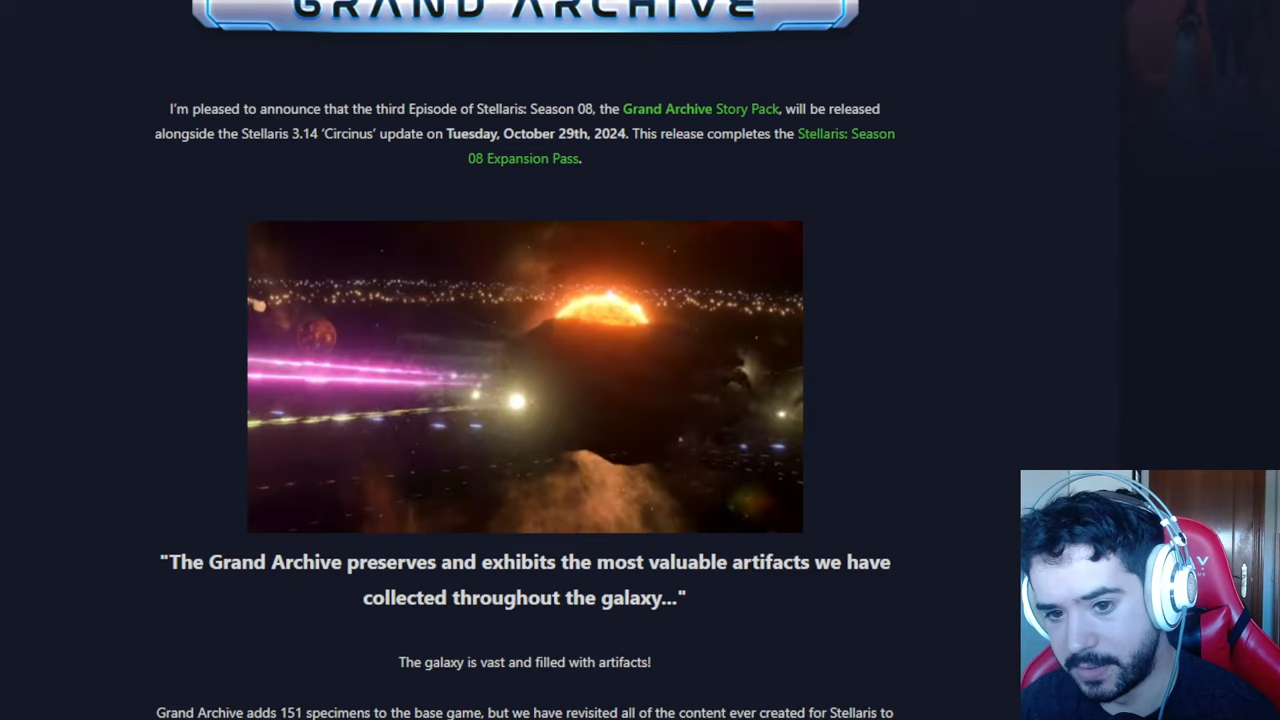 GRAND ARCHIVE
I'm pleased to announce that the third Episode of Stellaris: Season 08, the Grand Archive Story Pack, will be released
alongside the Stellaris 3.14 'Circinus' update on Tuesday, October 29th, 2024. This release completes the Stellaris: Season
08 Expansion Pass.
"The Grand Archive preserves and exhibits the most valuable artifacts we have
collected throughout the galaxy..."
The galaxy is vast and filled with artifacts!
Grand Archive adds 151 specimens to the base game, but we have revisited all of the content ever created for Stellaris to